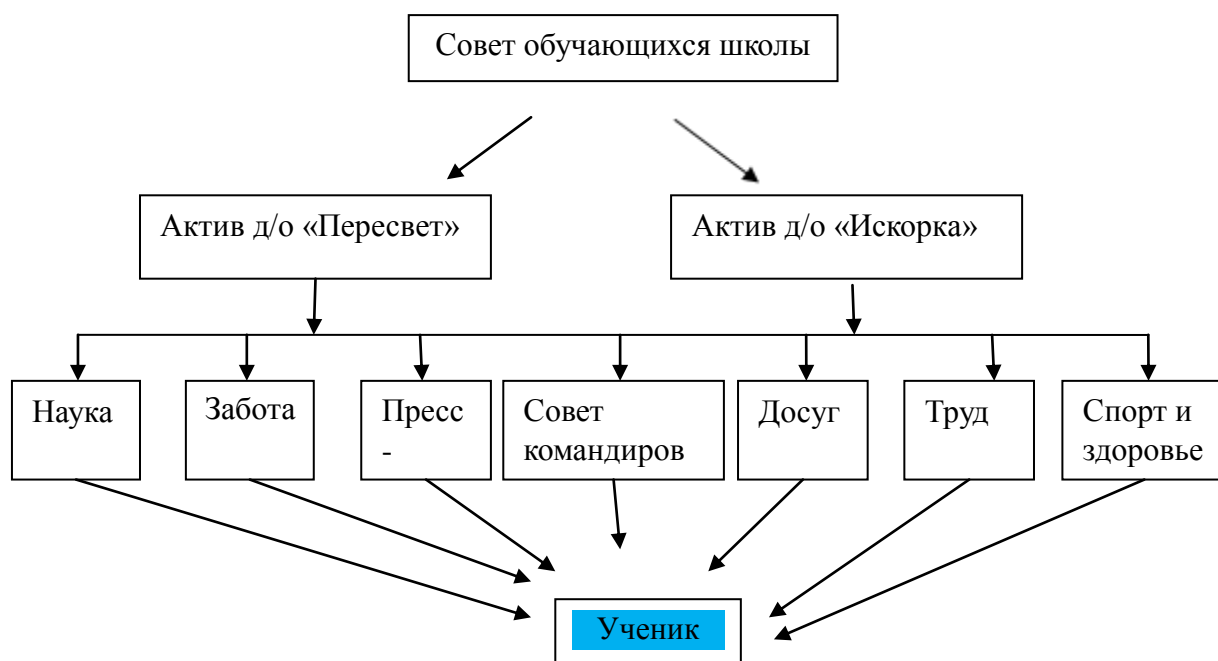 Совет обучающихся школы
Актив д/о «Пересвет»
Актив д/о «Искорка»
Наука
Забота
Пресс
-
Совет
командиров
Досуг
Труд
Спорт и
здоровье
Ученик